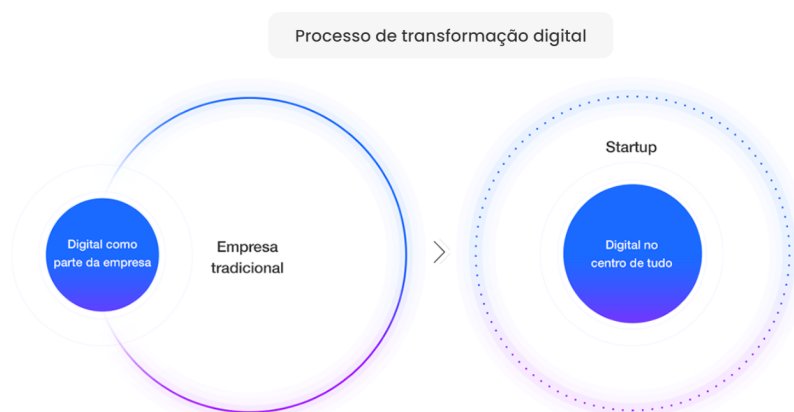 Processo de transformação digital
Startup
Digital como
parte da empresa
Empresa
tradicional
Digital no
centro de tudo